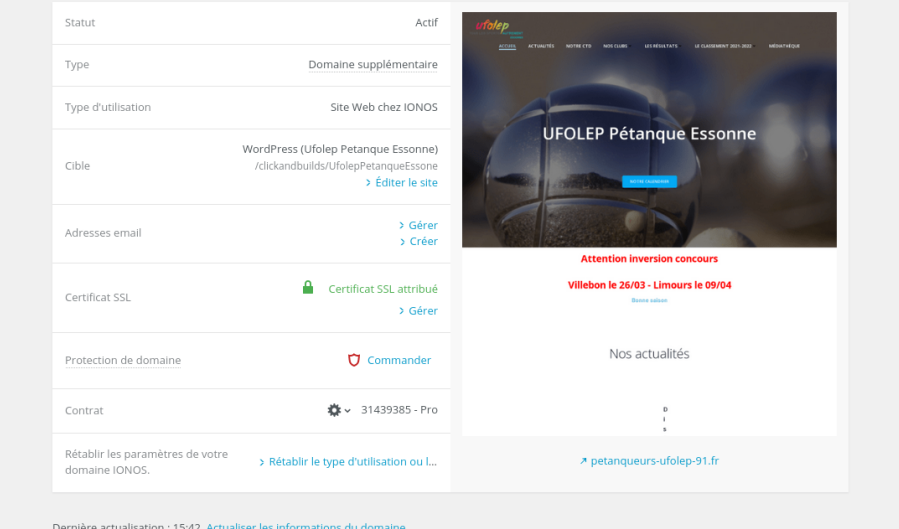 Statut
Actif
Type
Domaine supplémentaire
Type d'utilisation
Site Web chez IONOS
Cible
WordPress (Ufolep Petanque Essonne)
/clickandbuilds/UfolepPetanqueEssone
Éditer le site
Adresses email
Gérer
Créer
Certificat SSL
Certificat SSL attribué
Gérer
Protection de domaine
Commander
Contrat
31439385 - Pro
Rétablir les paramètres de votre
domaine IONOS.
Rétablir le type d'utilisation ou l...
ufolep
ACCUEIL ACTUALITÉS NOTRE CTD NOS CLUBS LES RÉSULTATS LE CLASSEMENT 2021-2022 MÉDIATHÈQUE
UFOLEP Pétanque Essonne
NOTRE CALENDRIER
Attention inversion concours
Villebon le 26/03 - Limours le 09/04
Bonne saison
Nos actualités
D
i
s
petanqueurs-ufolep-91.fr
Dernière actualisation : 15:42 Actualiser les informations du domaine